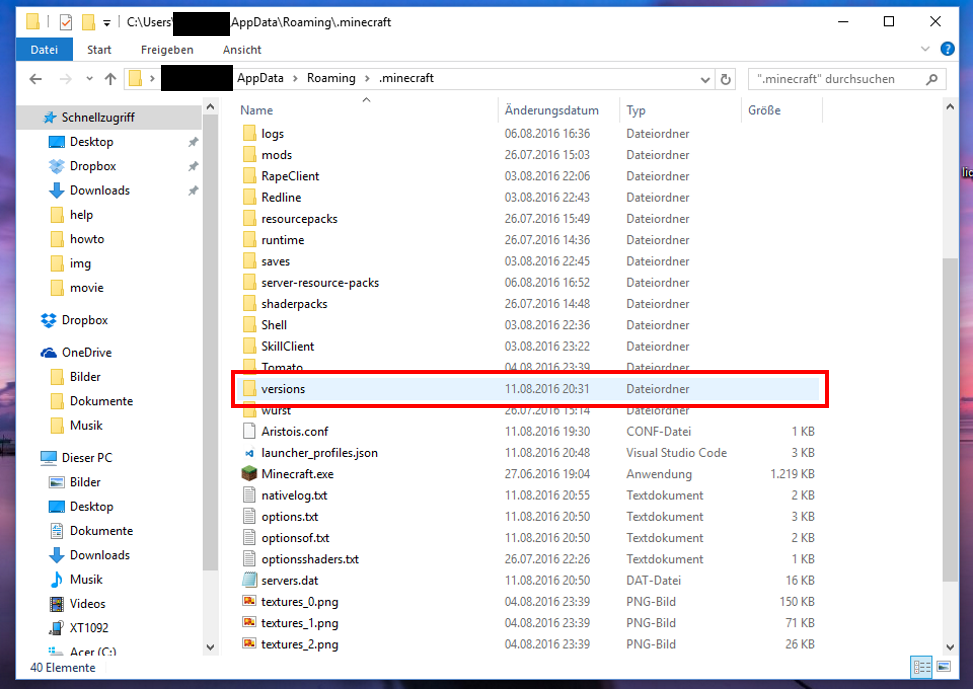 C:\Users\ AppData\Roaming\.minecraft
Datei Start Freigeben Ansicht
AppData Roaming .minecraft
".minecraft" durchsuchen
Schnellzugriff
Desktop
Dropbox
Downloads
help
howto
img
movie
Dropbox
OneDrive
Bilder
Dokumente
Musik
Dieser PC
Bilder
Desktop
Dokumente
Downloads
Musik
Videos
XT1092
Acer (C:)
Name Änderungsdatum Typ Größe
logs 06.08.2016 16:36 Dateiordner
mods 26.07.2016 15:03 Dateiordner
RapeClient 03.08.2016 22:06 Dateiordner
Redline 03.08.2016 22:43 Dateiordner
resourcepacks 26.07.2016 15:49 Dateiordner
runtime 26.07.2016 14:36 Dateiordner
saves 03.08.2016 22:45 Dateiordner
server-resource-packs 06.08.2016 16:52 Dateiordner
shaderpacks 26.07.2016 14:48 Dateiordner
Shell 03.08.2016 22:36 Dateiordner
SkillClient 03.08.2016 23:22 Dateiordner
Tomato 04.08.2016 23:39 Dateiordner
versions 11.08.2016 20:31 Dateiordner
wurst 26.07.2016 15:14 Dateiordner
Aristois.conf 11.08.2016 19:30 CONF-Datei 1 KB
launcher_profiles.json 11.08.2016 20:48 Visual Studio Code 3 KB
Minecraft.exe 27.06.2016 19:04 Anwendung 1.219 KB
nativelog.txt 11.08.2016 20:55 Textdokument 2 KB
options.txt 11.08.2016 20:50 Textdokument 3 KB
optionsof.txt 11.08.2016 20:50 Textdokument 2 KB
optionsshaders.txt 26.07.2016 22:26 Textdokument 1 KB
servers.dat 11.08.2016 20:50 DAT-Datei 16 KB
textures_0.png 04.08.2016 23:39 PNG-Bild 150 KB
textures_1.png 04.08.2016 23:39 PNG-Bild 71 KB
textures_2.png 04.08.2016 23:39 PNG-Bild 26 KB
40 Elemente